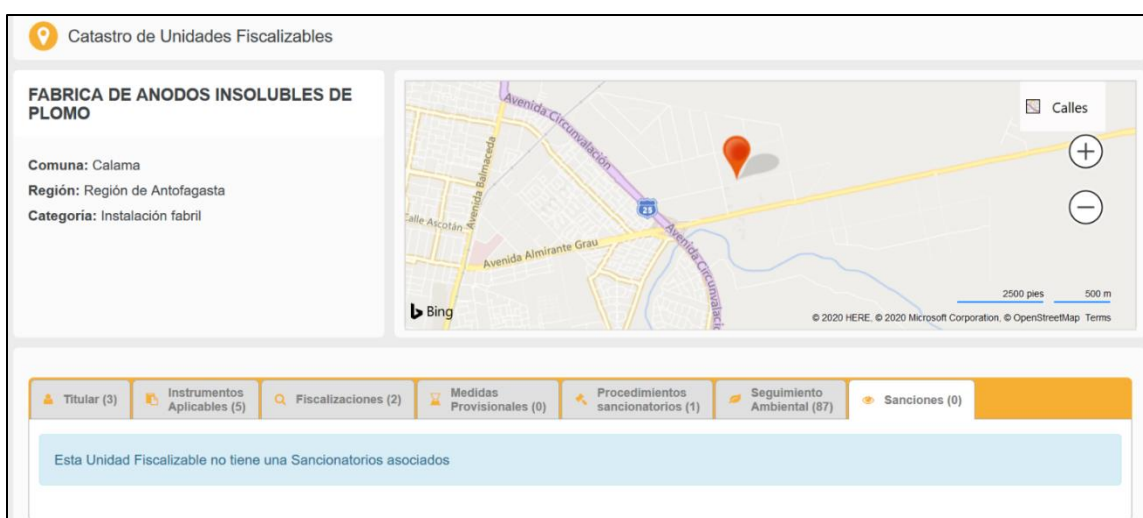 Catastro de Unidades Fiscalizables
FABRICA DE ANODOS INSOLUBLES DE
PLOMO
Comuna: Calama
Región: Región de Antofagasta
Categoría: Instalación fabril
Avenida Circunvalación
Avenida Balmaceda
Calle Ascotán
Avenida Almirante Grau
25
Avenida Circunvalació
Calles
2500 pies 500 m
Bing
© 2020 HERE, © 2020 Microsoft Corporation, © OpenStreetMap Terms
Titular (3)
Instrumentos
Aplicables (5)
Fiscalizaciones (2)
Medidas
Provisionales (0)
Procedimientos
sancionatorios (1)
Seguimiento
Ambiental (87)
Sanciones (0)
Esta Unidad Fiscalizable no tiene una Sancionatorios asociados